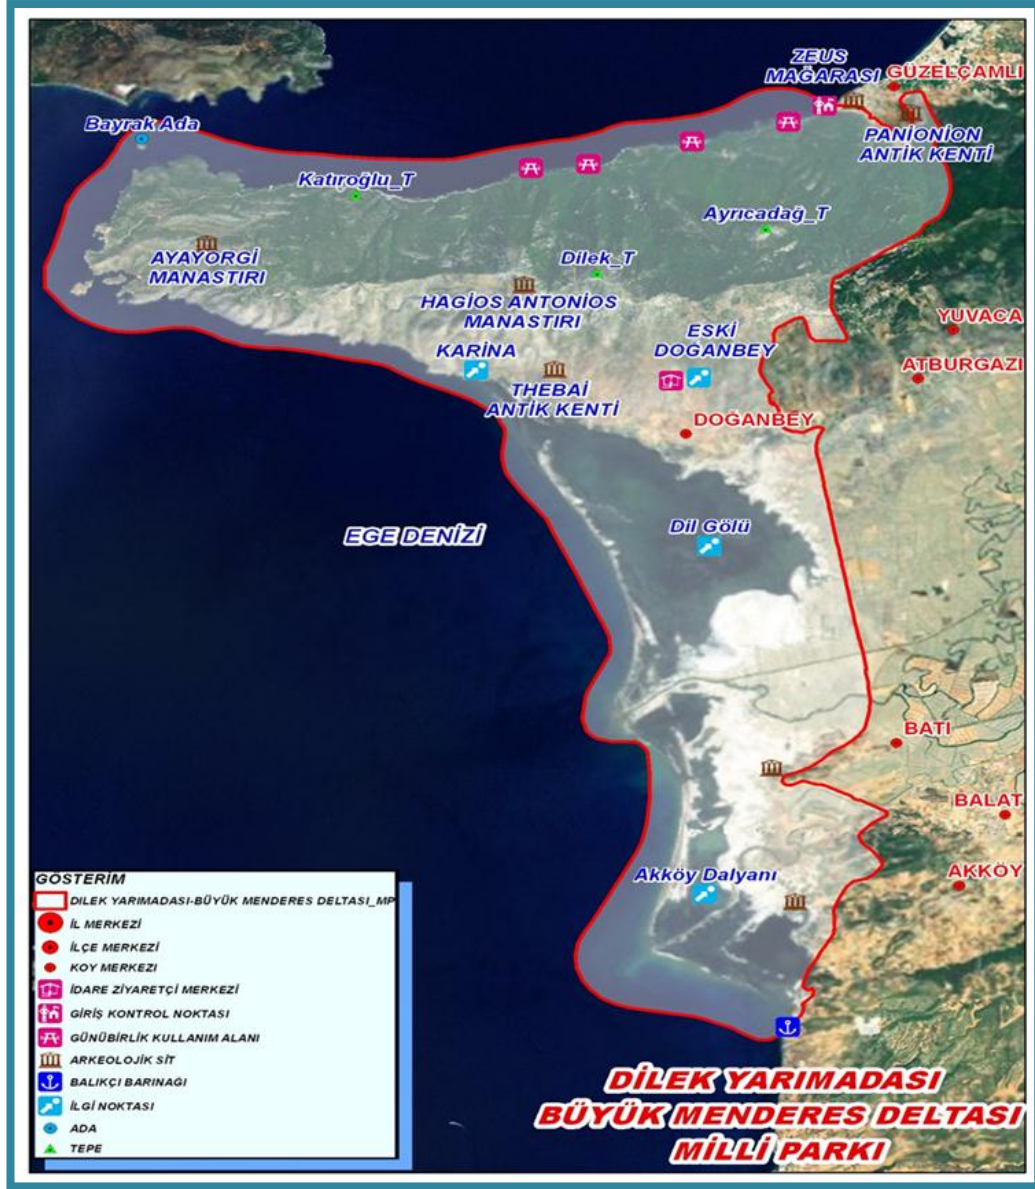 ZEUS
MAĞARASI
GÜZELÇAMLI
Bayrak Ada
PANIONION
ANTİK KENTİ
Katıroğlu_T
Ayrıcadağ_T
AYAYORGİ
MANASTIRI
Dilek_T
HAGİOS ANTONİOS
MANASTIRI
YUVACA
ESKİ
DOĞANBEY
KARİNA
ATBURGAZI
THEBAİ
ANTİK KENTİ
DOĞANBEY
Dil Gölü
EGE DENİZİ
BATI
BALAT
Akköy Dalyanı
AKKÖY
GÖSTERİM
DILEK YARIMADASI-BÜYÜK MENDERES DELTASI_MP
İL MERKEZİ
İLÇE MERKEZİ
KOY MERKEZI
İDARE ZİYARETÇİ MERKEZİ
GİRİŞ KONTROL NOKTASI
GÜNÜBİRLİK KULLANIM ALANI
ARKEOLOJİK SİT
BALIKÇI BARINAĞI
İLGİ NOKTASI
ADA
TEPE
DİLEK YARIMADASI
BÜYÜK MENDERES DELTASI
MİLLİ PARKI